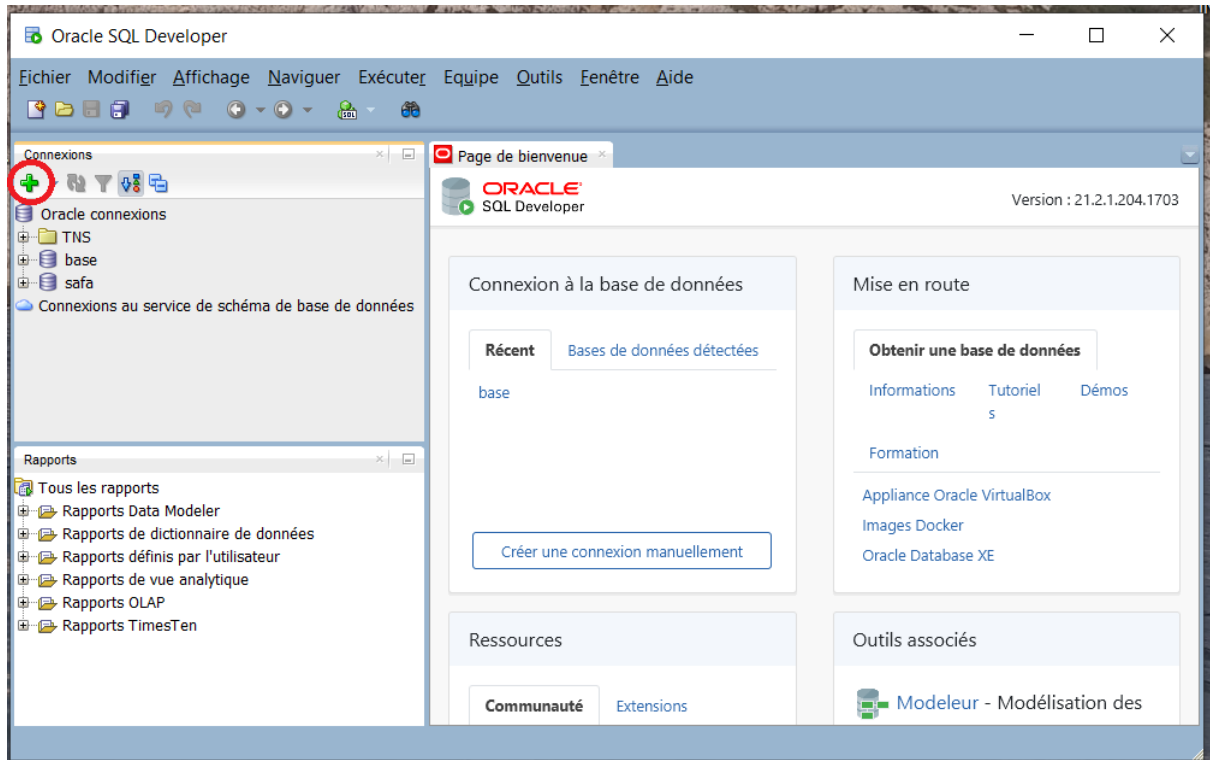 Oracle SQL Developer
Fichier Modifier Affichage Naviguer Exécuter Equipe Outils Fenêtre Aide
SQL
Connexions
Oracle connexions
TNS
base
safa
Connexions au service de schéma de base de données
Rapports
Tous les rapports
Rapports Data Modeler
Rapports de dictionnaire de données
Rapports définis par l'utilisateur
Rapports de vue analytique
Rapports OLAP
Rapports TimesTen
Page de bienvenue
ORACLE
SQL Developer
Version : 21.2.1.204.1703
Connexion à la base de données
Récent Bases de données détectées
base
Créer une connexion manuellement
Mise en route
Obtenir une base de données
Informations Tutoriel Démos
s
Formation
Appliance Oracle VirtualBox
Images Docker
Oracle Database XE
Ressources
Communauté Extensions
Outils associés
Modeleur - Modélisation des